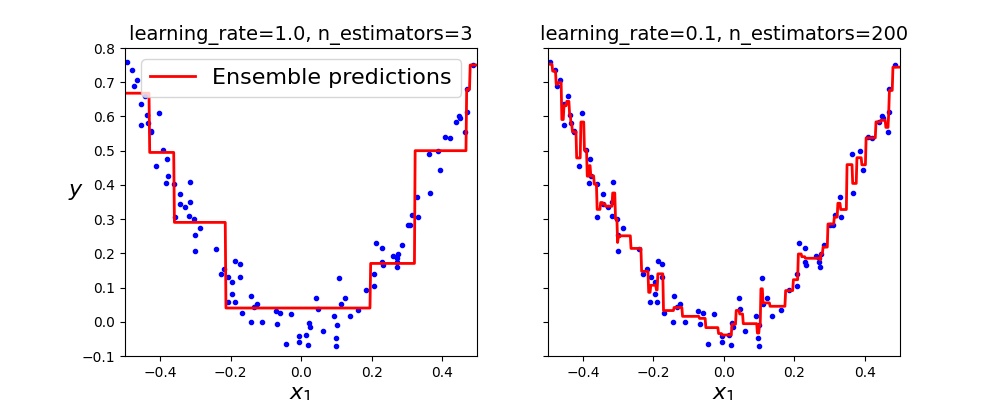 learning_rate=1.0, n_estimators=3
learning_rate=0.1, n_estimators=200
Ensemble predictions
0.8
0.7
0.6
0.5
0.4
0.3
0.2
0.1
0.0
−0.1
y
−0.4 −0.2 0.0 0.2 0.4
−0.4 −0.2 0.0 0.2 0.4
x₁
x₁